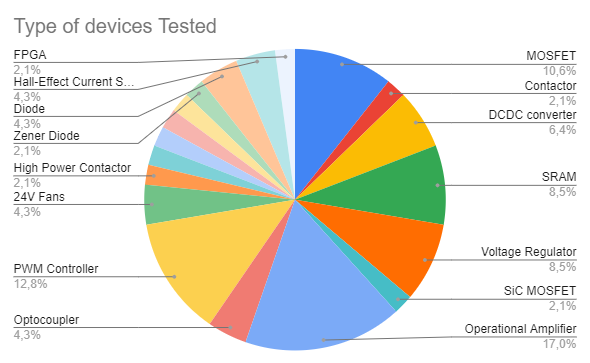 Type of devices Tested
FPGA
2,1%
Hall-Effect Current S…
4,3%
Diode
4,3%
Zener Diode
2,1%
High Power Contactor
2,1%
24V Fans
4,3%
PWM Controller
12,8%
Optocoupler
4,3%
MOSFET
10,6%
Contactor
2,1%
DCDC converter
6,4%
SRAM
8,5%
Voltage Regulator
8,5%
SiC MOSFET
2,1%
Operational Amplifier
17,0%